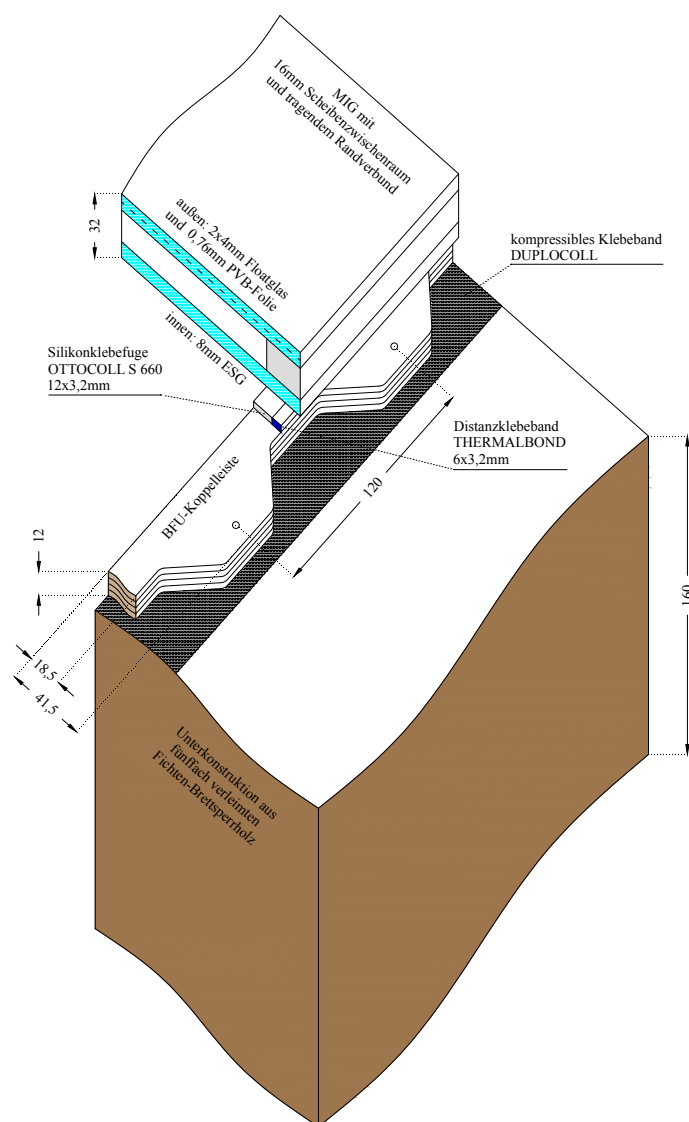 MIG mit
16mm Scheibenzwischenraum
und tragendem Randverbund
32
außen: 2x4mm Floatglas
und 0,76mm PVB-Folie
innen: 8mm ESG
kompressibles Klebeband
DUPLOCOLL
Silikonklebefuge
OTTOCOLL S 660
12x3,2mm
Distanzklebeband
THERMALBOND
6x3,2mm
120
BFU-Koppelleiste
12
160
18,5
41,5
Unterkonstruktion aus
fünffach verleimten
Fichten-Brettsperrholz